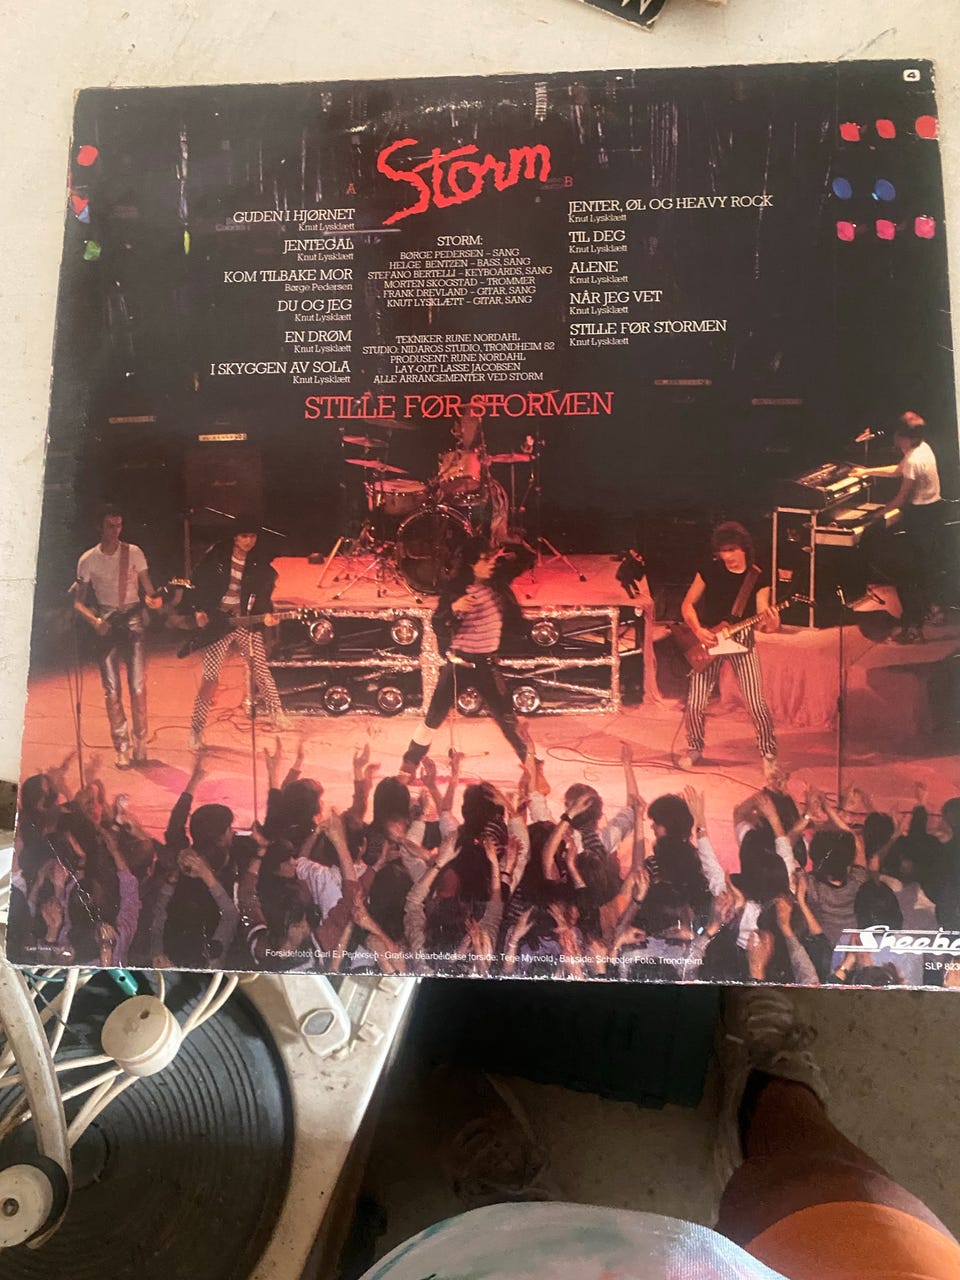 4
Storm
A
GUDEN I HJØRNET
Knut Lysklætt
JENTEGAL
Knut Lysklætt
KOM TILBAKE MOR
Børge Pedersen
DU OG JEG
Knut Lysklætt
EN DRØM
Knut Lysklætt
I SKYGGEN AV SOLA
Knut Lysklætt
STORM:
BØRGE PEDERSEN – SANG
HELGE BENTZEN – BASS, SANG
STEFANO BERTELLI – KEYBOARDS, SANG
MORTEN SKOGSTAD – TROMMER
FRANK DREVLAND – GITAR, SANG
KNUT LYSKLÆTT – GITAR, SANG
TEKNIKER: RUNE NORDAHL
STUDIO: NIDAROS STUDIO, TRONDHEIM 82
PRODUSENT: RUNE NORDAHL
LAY-OUT: LASSE JACOBSEN
ALLE ARRANGEMENTER VED STORM
B
JENTER, ØL OG HEAVY ROCK
Knut Lysklætt
TIL DEG
Knut Lysklætt
ALENE
Knut Lysklætt
NÅR JEG VET
Knut Lysklætt
STILLE FØR STORMEN
Knut Lysklætt
STILLE FØR STORMEN
Forsidefoto: Carl E. Pedersen - Grafisk bearbeidelse forside: Terje Myrvold, Bakside: Schrøder Foto, Trondheim.
SLP 823